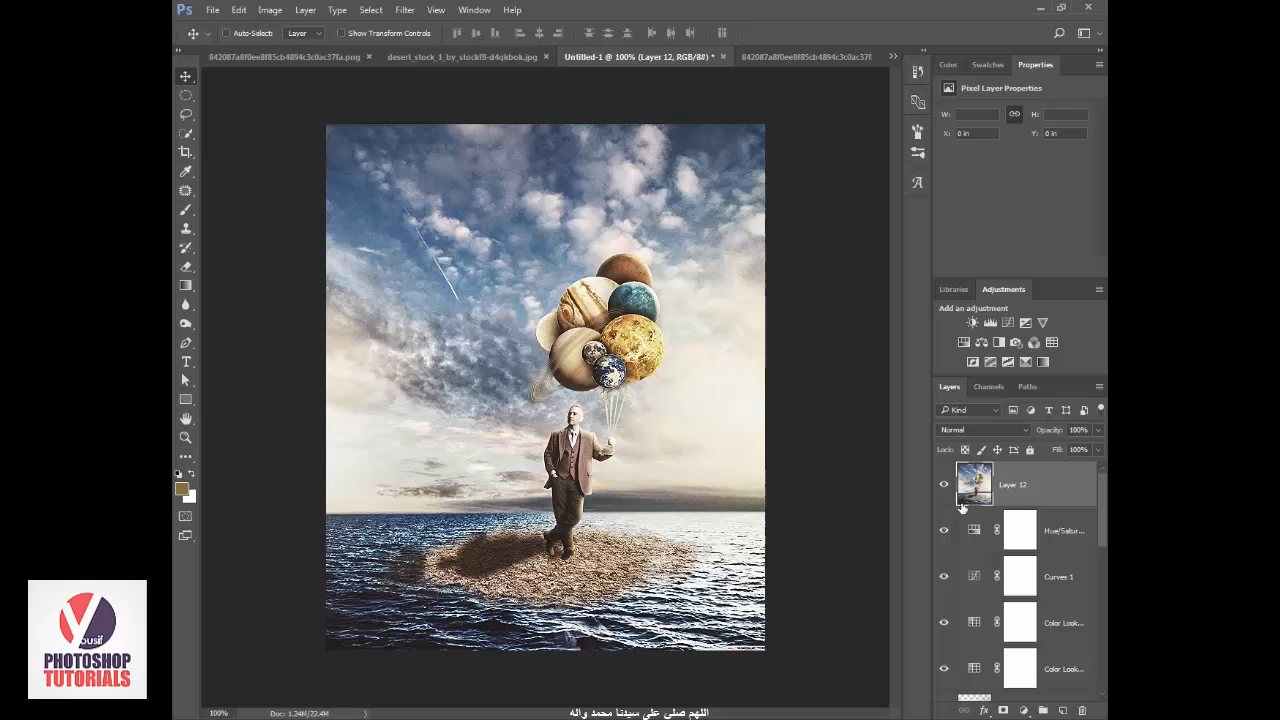 Ps File Edit Image Layer Type Select Filter View Window Help
Auto-Select: Layer Show Transform Controls
842087a8f0ee8f85cb4894c3c0ac37fa.png desert_stock_1_by_stockf8-d4qkbok.jpg Untitled-1 @ 100% (Layer 12, RGB/8#) * 842087a8f0ee8f85cb4894c3c0ac37f
Color Swatches Properties
Pixel Layer Properties
W: H:
X: 0 in Y: 0 in
Libraries Adjustments
Add an adjustment
Layers Channels Paths
Kind
Normal Opacity: 100%
Lock: Fill: 100%
Layer 12
Hue/Satur...
Curves 1
Color Look...
Color Look...
Yousif
PHOTOSHOP
TUTORIALS
100% Doc: 1.24M/22.4M
اللهم صلى على سيدنا محمد واله